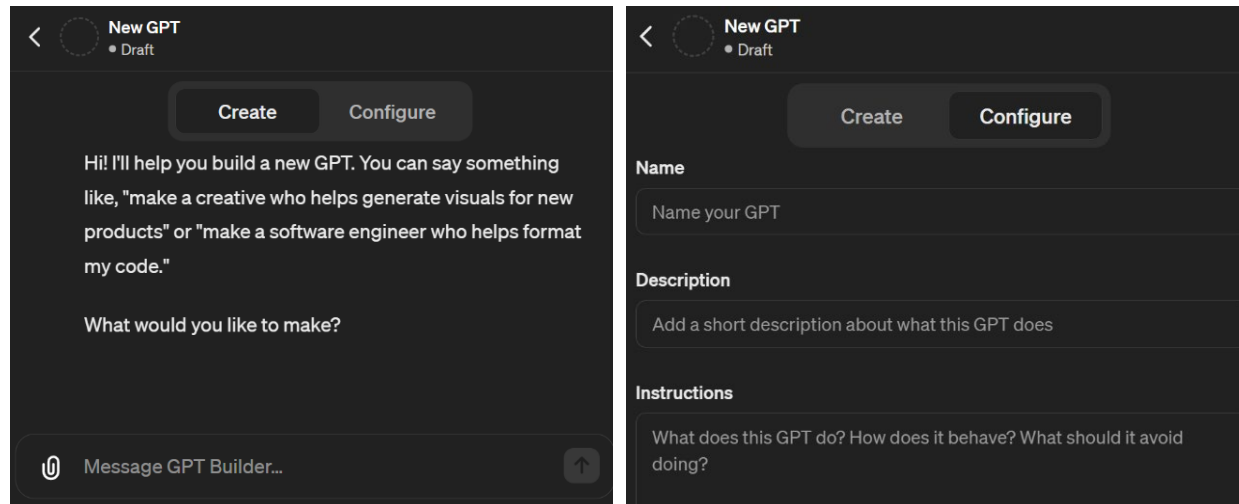 New GPT
Draft
Create
Configure
Hi! I'll help you build a new GPT. You can say something
like, "make a creative who helps generate visuals for new
products" or "make a software engineer who helps format
my code."
What would you like to make?
Message GPT Builder...
New GPT
Draft
Create
Configure
Name
Name your GPT
Description
Add a short description about what this GPT does
Instructions
What does this GPT do? How does it behave? What should it avoid
doing?